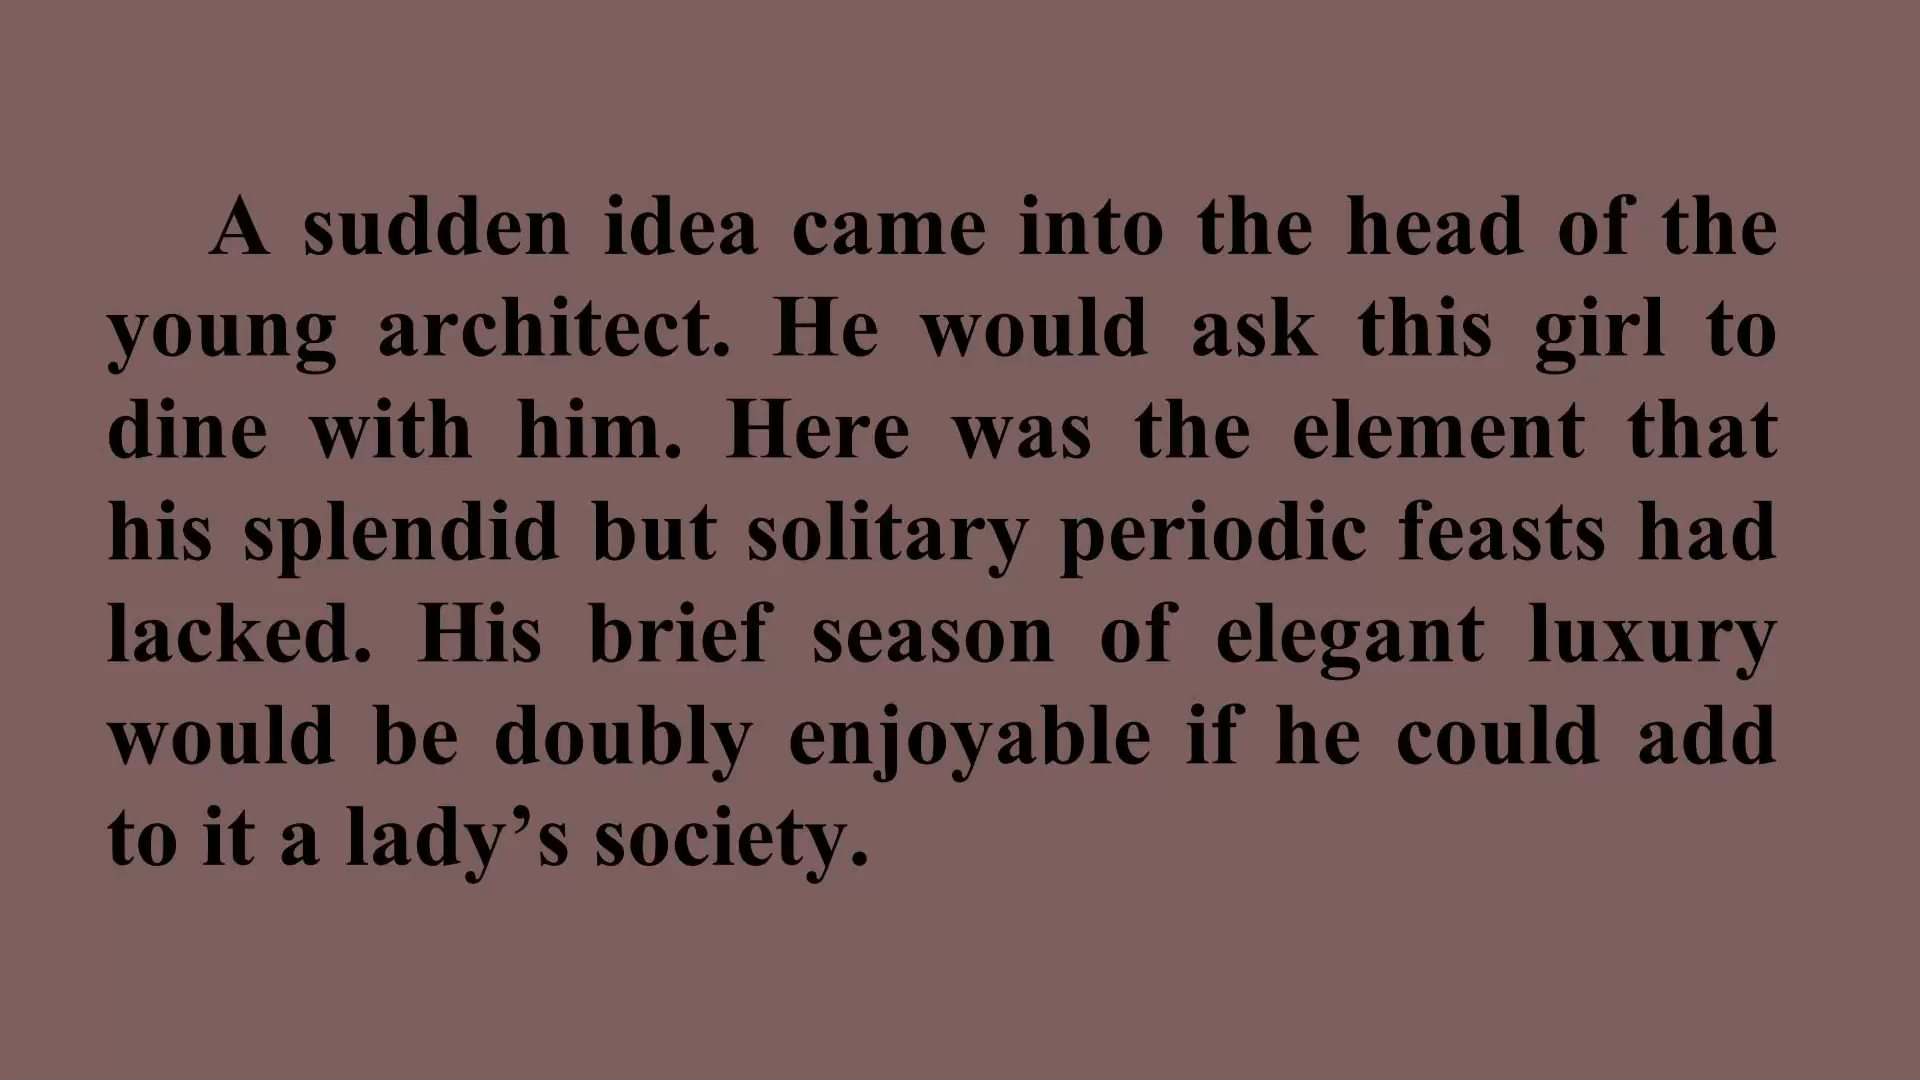 A sudden idea came into the head of the
young architect. He would ask this girl to
dine with him. Here was the element that
his splendid but solitary periodic feasts had
lacked. His brief season of elegant luxury
would be doubly enjoyable if he could add
to it a lady’s society.